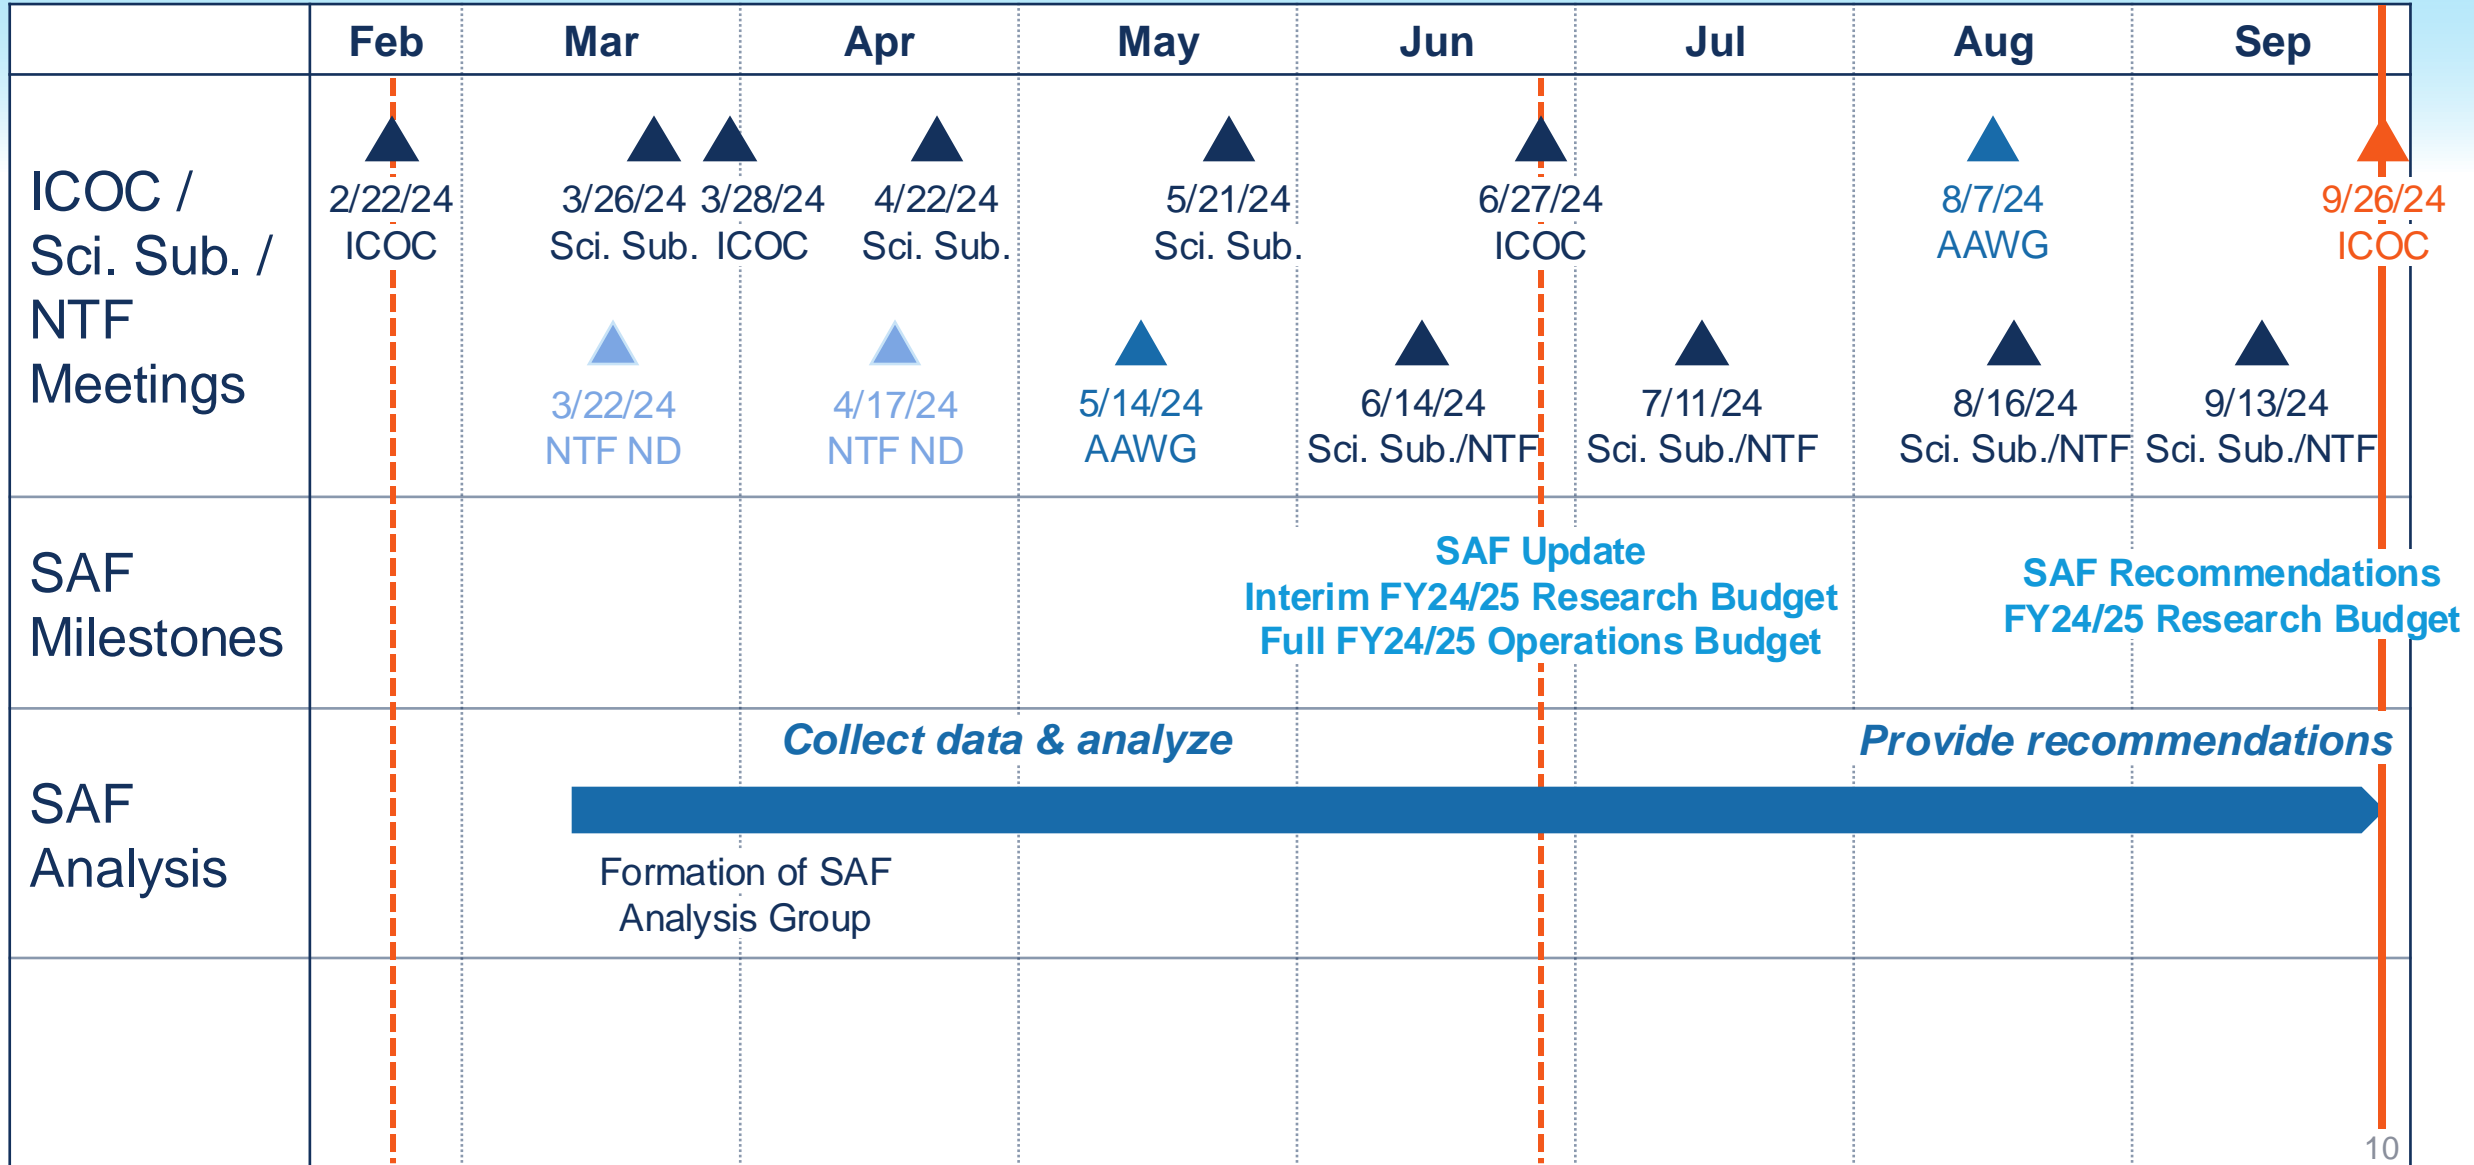 Feb Mar Apr May Jun Jul Aug Sep
ICOC /
Sci. Sub. /
NTF
Meetings
2/22/24
ICOC
3/26/24
Sci. Sub.
3/28/24
ICOC
4/22/24
Sci. Sub.
5/21/24
Sci. Sub.
6/27/24
ICOC
8/7/24
AAWG
9/26/24
ICOC
3/22/24
NTF ND
4/17/24
NTF ND
5/14/24
AAWG
6/14/24
Sci. Sub./NTF
7/11/24
Sci. Sub./NTF
8/16/24
Sci. Sub./NTF
9/13/24
Sci. Sub./NTF
SAF
Milestones
SAF Update
Interim FY24/25 Research Budget
Full FY24/25 Operations Budget
SAF Recommendations
FY24/25 Research Budget
SAF
Analysis
Collect data & analyze
Provide recommendations
Formation of SAF
Analysis Group
10